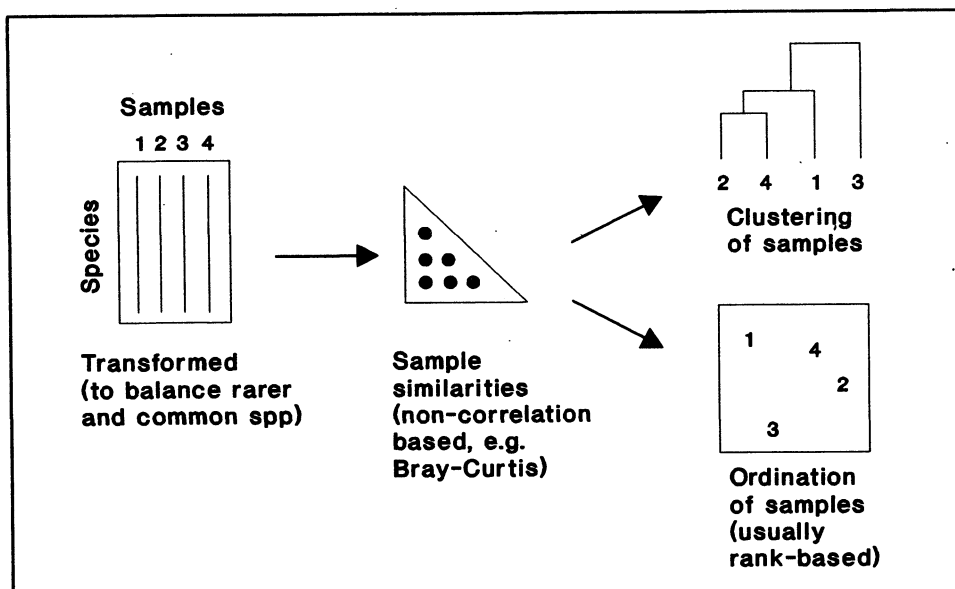 Samples
1 2 3 4
Species
Transformed
(to balance rarer
and common spp)
Sample
similarities
(non-correlation
based, e.g.
Bray-Curtis)
2 4 1 3
Clustering
of samples
1
4
2
3
Ordination
of samples
(usually
rank-based)